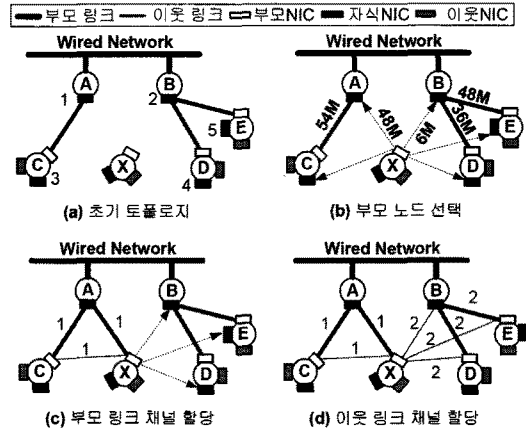 부모 링크 이웃 링크 부모NIC 자식NIC 이웃NIC
Wired Network
A
B
1
2
5
E
C
3
X
D
4
(a) 초기 토폴로지
Wired Network
A
B
54M
48M
6M
48M
36M
E
C
X
D
(b) 부모 노드 선택
Wired Network
A
B
1
1
1
E
C
X
D
(c) 부모 링크 채널 할당
Wired Network
A
B
1
1
1
2
2
2
2
2
E
C
X
D
(d) 이웃 링크 채널 할당